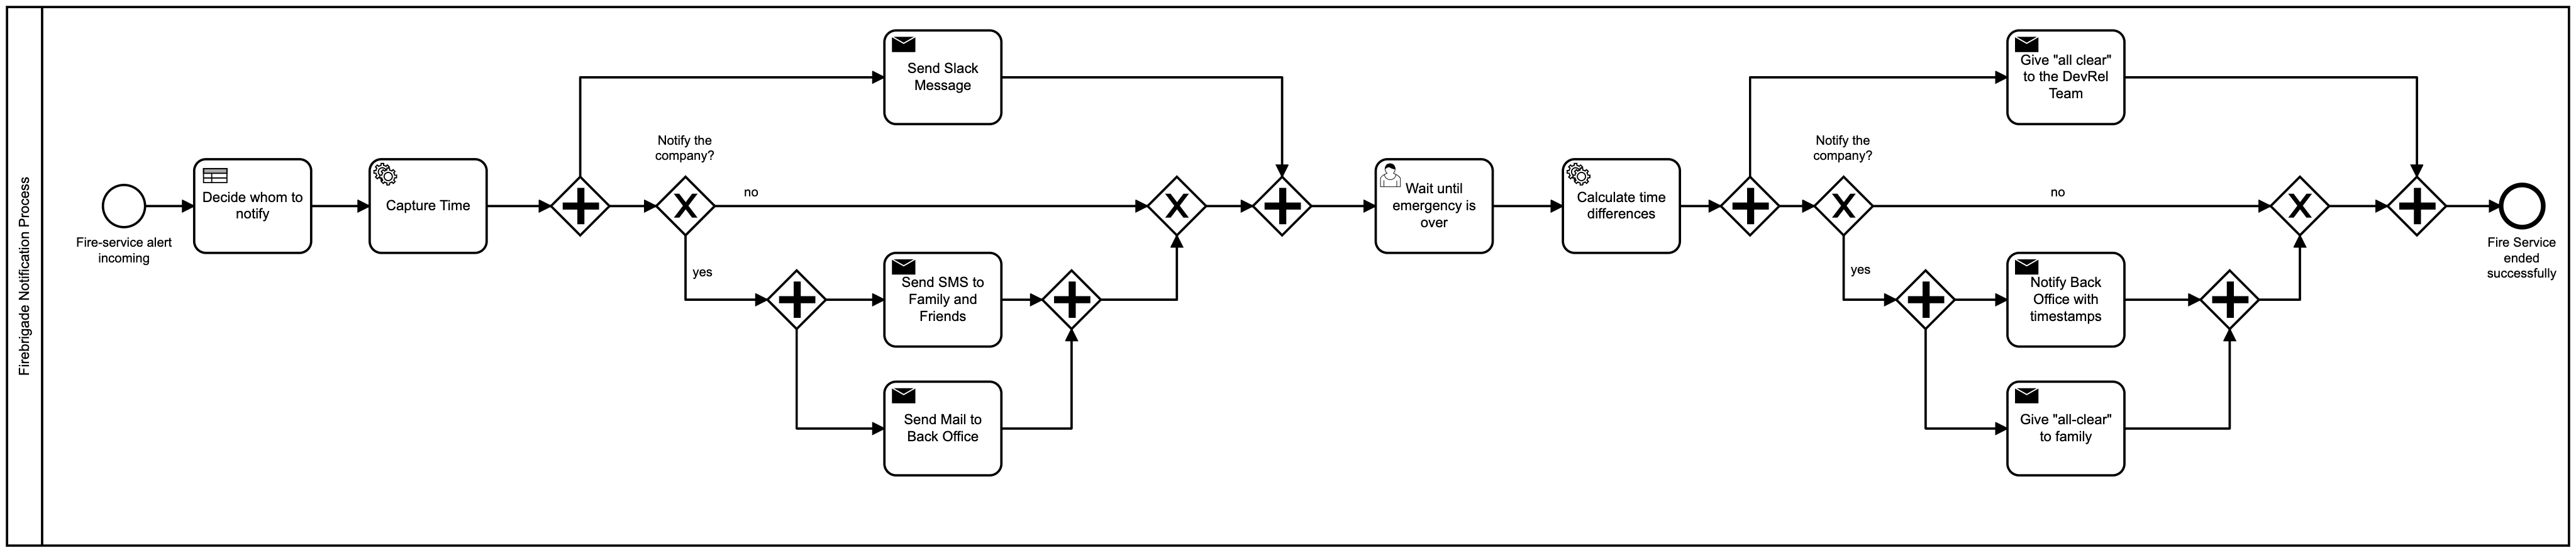 Firebrigade Notification Process
Fire-service alert
incoming
Decide whom to
notify
Capture Time
Send Slack
Message
Notify the
company?
no
yes
Send SMS to
Family and
Friends
Send Mail to
Back Office
Wait until
emergency is
over
Calculate time
differences
Give "all clear"
to the DevRel
Team
Notify the
company?
no
yes
Notify Back
Office with
timestamps
Give "all-clear"
to family
Fire Service
ended
successfully